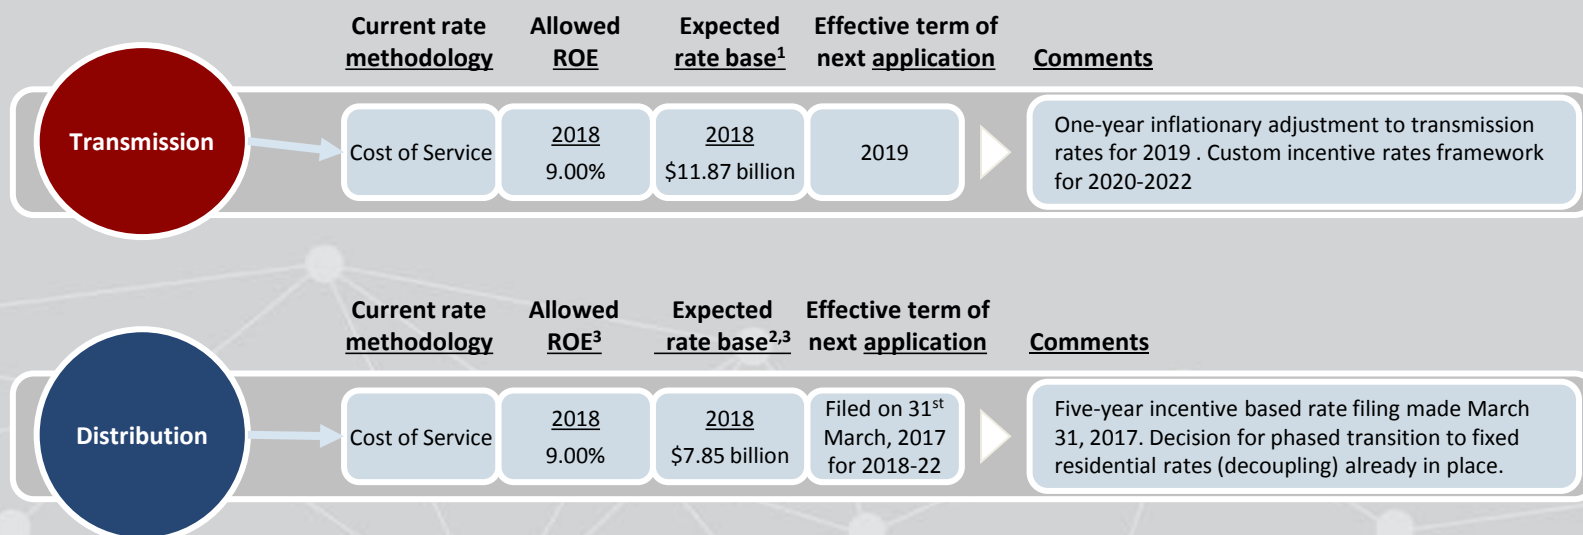 Current rate methodology
Allowed ROE
Expected rate base1
Effective term of next application
Comments
Transmission
Cost of Service
2018
9.00%
2018
$11.87 billion
2019
One-year inflationary adjustment to transmission
rates for 2019 . Custom incentive rates framework
for 2020-2022
Current rate methodology
Allowed ROE3
Expected rate base2,3
Effective term of next application
Comments
Distribution
Cost of Service
2018
9.00%
2018
$7.85 billion
Filed on 31st
March, 2017
for 2018-22
Five-year incentive based rate filing made March
31, 2017. Decision for phased transition to fixed
residential rates (decoupling) already in place.